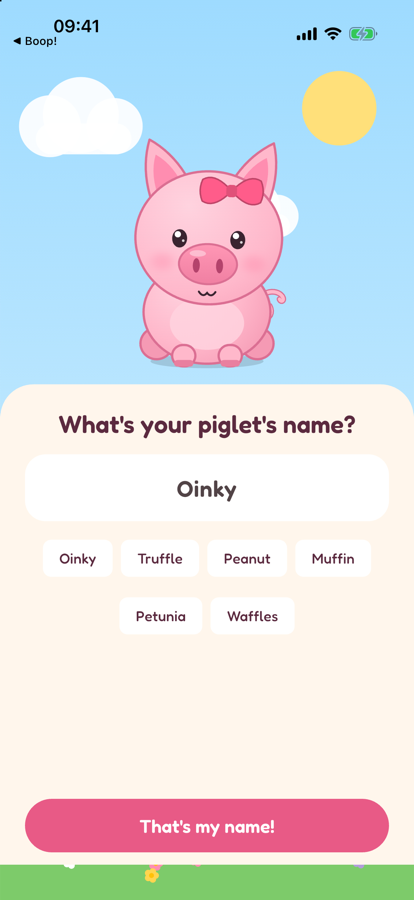 09:41
◀ Boop!
What's your piglet's name?
Oinky
Oinky Truffle Peanut Muffin
Petunia Waffles
That's my name!